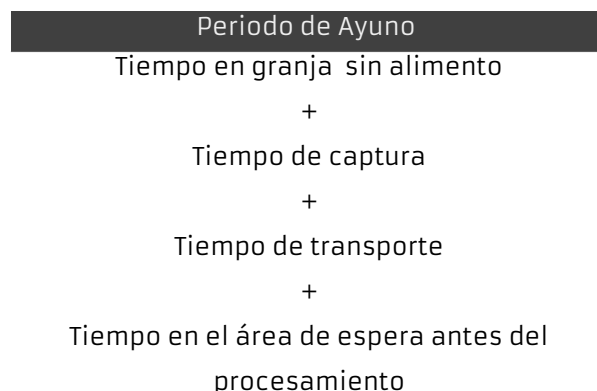 Periodo de Ayuno
Tiempo en granja sin alimento
+
Tiempo de captura
+
Tiempo de transporte
+
Tiempo en el área de espera antes del
procesamiento